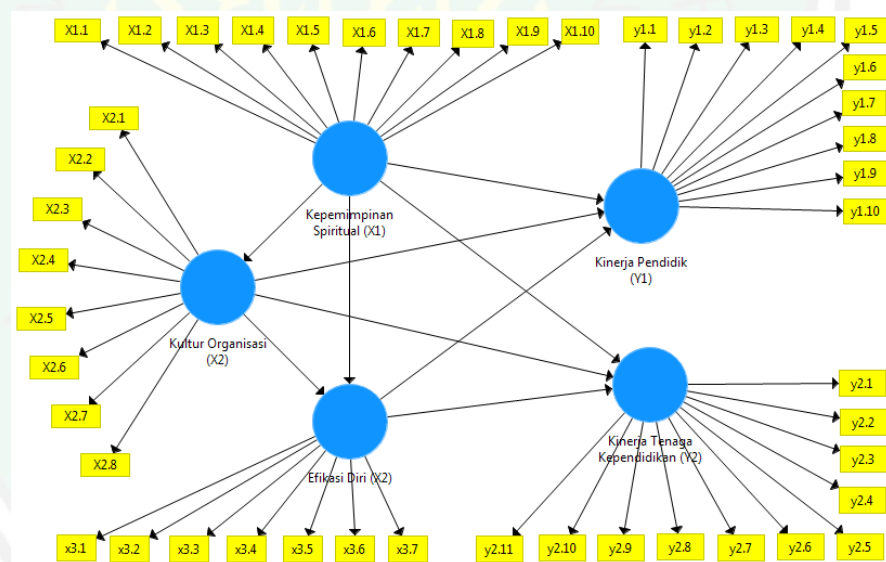 X1.1
X1.2
X1.3
X1.4
X1.5
X1.6
X1.7
X1.8
X1.9
X1.10
y1.1
y1.2
y1.3
y1.4
y1.5
y1.6
y1.7
y1.8
y1.9
y1.10
X2.1
X2.2
X2.3
X2.4
X2.5
X2.6
X2.7
X2.8
Kepemimpinan
Spiritual (X1)
Kinerja Pendidik
(Y1)
Kultur Organisasi
(X2)
Efikasi Diri (X2)
Kinerja Tenaga
Kependidikan (Y2)
y2.1
y2.2
y2.3
y2.4
x3.1
x3.2
x3.3
x3.4
x3.5
x3.6
x3.7
y2.11
y2.10
y2.9
y2.8
y2.7
y2.6
y2.5